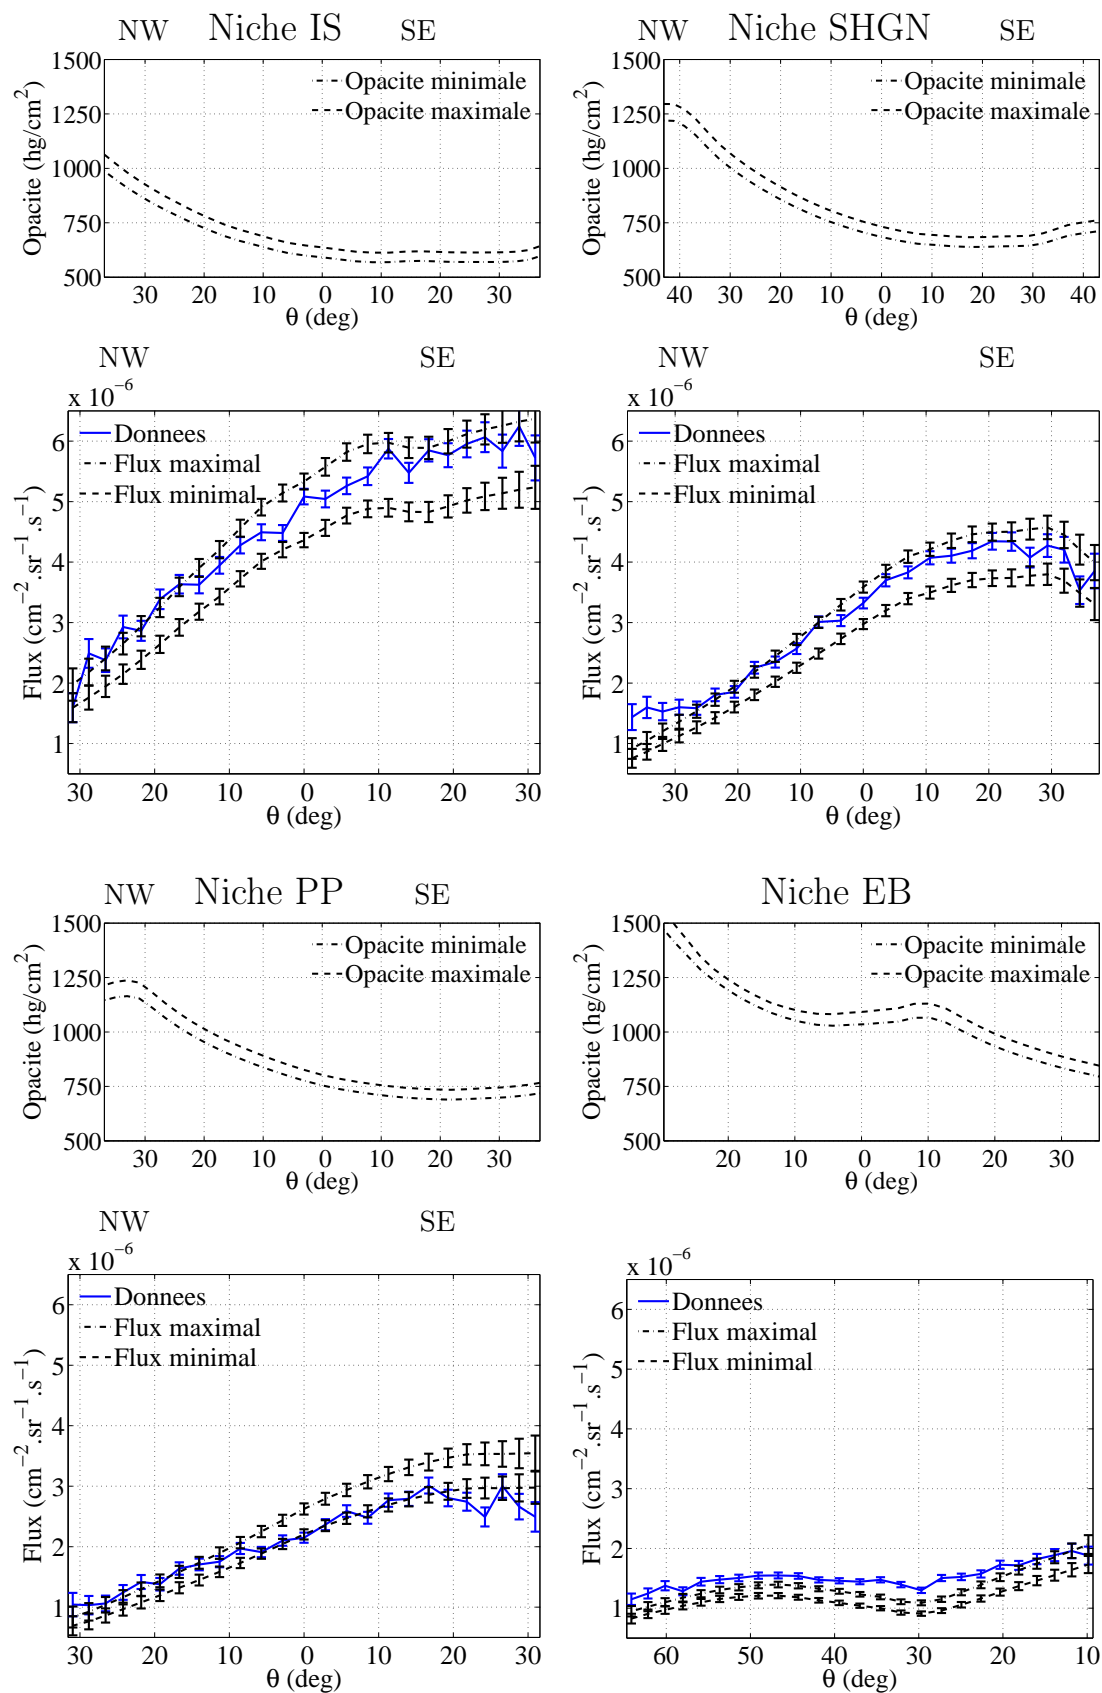 NW Niche IS SE
1500
1250
1000
750
500
Opacite (hg/cm²)
Opacite minimale
Opacite maximale
30 20 10 0 10 20 30
θ (deg)
NW Niche SHGN SE
1500
1250
1000
750
500
Opacite (hg/cm²)
Opacite minimale
Opacite maximale
40 30 20 10 0 10 20 30 40
θ (deg)
NW SE
x 10⁻⁶
6
5
4
3
2
1
Flux (cm⁻².sr⁻¹.s⁻¹)
Donnees
Flux maximal
Flux minimal
30 20 10 0 10 20 30
θ (deg)
NW SE
x 10⁻⁶
6
5
4
3
2
1
Flux (cm⁻².sr⁻¹.s⁻¹)
Donnees
Flux maximal
Flux minimal
30 20 10 0 10 20 30
θ (deg)
NW Niche PP SE
1500
1250
1000
750
500
Opacite (hg/cm²)
Opacite minimale
Opacite maximale
30 20 10 0 10 20 30
θ (deg)
Niche EB
1500
1250
1000
750
500
Opacite (hg/cm²)
Opacite minimale
Opacite maximale
20 10 0 10 20 30
θ (deg)
NW SE
x 10⁻⁶
6
5
4
3
2
1
Flux (cm⁻².sr⁻¹.s⁻¹)
Donnees
Flux maximal
Flux minimal
30 20 10 0 10 20 30
θ (deg)
x 10⁻⁶
6
5
4
3
2
1
Flux (cm⁻².sr⁻¹.s⁻¹)
Donnees
Flux maximal
Flux minimal
60 50 40 30 20 10
θ (deg)